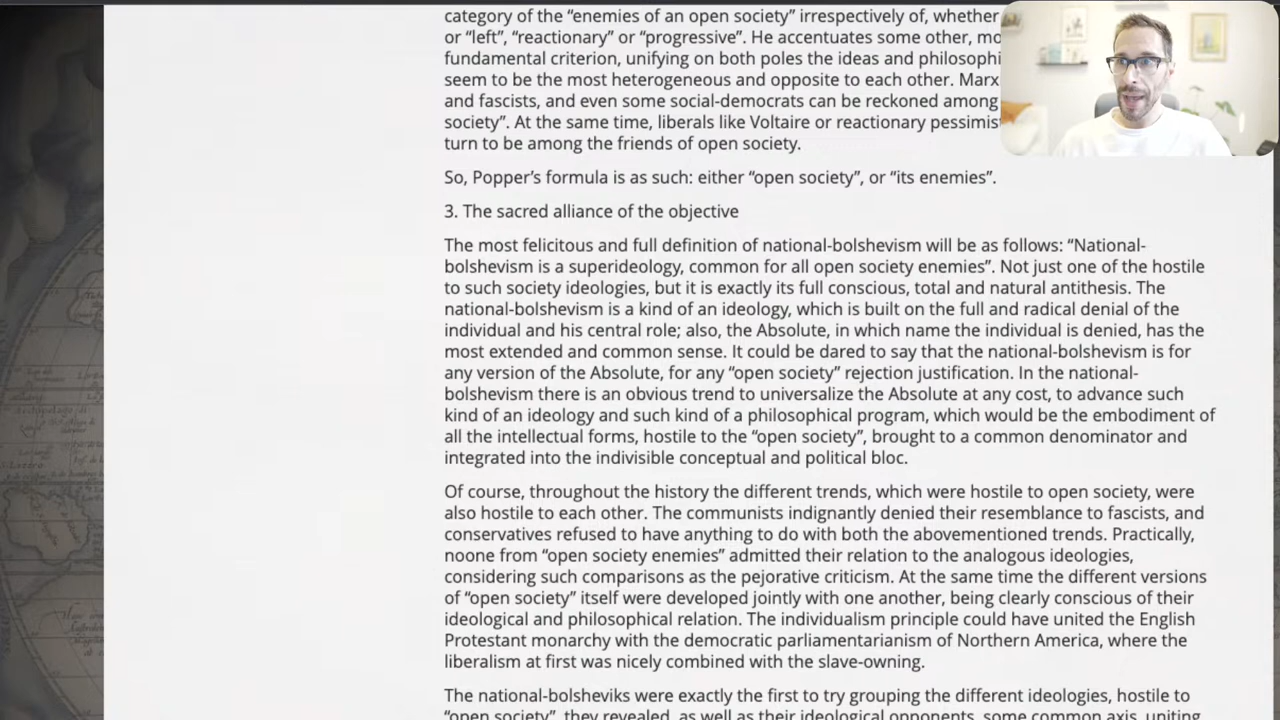 category of the “enemies of an open society” irrespectively of, whether
or “left”, “reactionary” or “progressive”. He accentuates some other, mo
fundamental criterion, unifying on both poles the ideas and philosophi
seem to be the most heterogeneous and opposite to each other. Marx
and fascists, and even some social-democrats can be reckoned among
society”. At the same time, liberals like Voltaire or reactionary pessimis
turn to be among the friends of open society.
So, Popper’s formula is as such: either “open society”, or “its enemies”.
3. The sacred alliance of the objective
The most felicitous and full definition of national-bolshevism will be as follows: “National-
bolshevism is a superideology, common for all open society enemies”. Not just one of the hostile
to such society ideologies, but it is exactly its full conscious, total and natural antithesis. The
national-bolshevism is a kind of an ideology, which is built on the full and radical denial of the
individual and his central role; also, the Absolute, in which name the individual is denied, has the
most extended and common sense. It could be dared to say that the national-bolshevism is for
any version of the Absolute, for any “open society” rejection justification. In the national-
bolshevism there is an obvious trend to universalize the Absolute at any cost, to advance such
kind of an ideology and such kind of a philosophical program, which would be the embodiment of
all the intellectual forms, hostile to the “open society”, brought to a common denominator and
integrated into the indivisible conceptual and political bloc.
Of course, throughout the history the different trends, which were hostile to open society, were
also hostile to each other. The communists indignantly denied their resemblance to fascists, and
conservatives refused to have anything to do with both the abovementioned trends. Practically,
noone from “open society enemies” admitted their relation to the analogous ideologies,
considering such comparisons as the pejorative criticism. At the same time the different versions
of “open society” itself were developed jointly with one another, being clearly conscious of their
ideological and philosophical relation. The individualism principle could have united the English
Protestant monarchy with the democratic parliamentarianism of Northern America, where the
liberalism at first was nicely combined with the slave-owning.
The national-bolsheviks were exactly the first to try grouping the different ideologies, hostile to
“open society”, they revealed, as well as their ideological opponents, some common axis, uniting